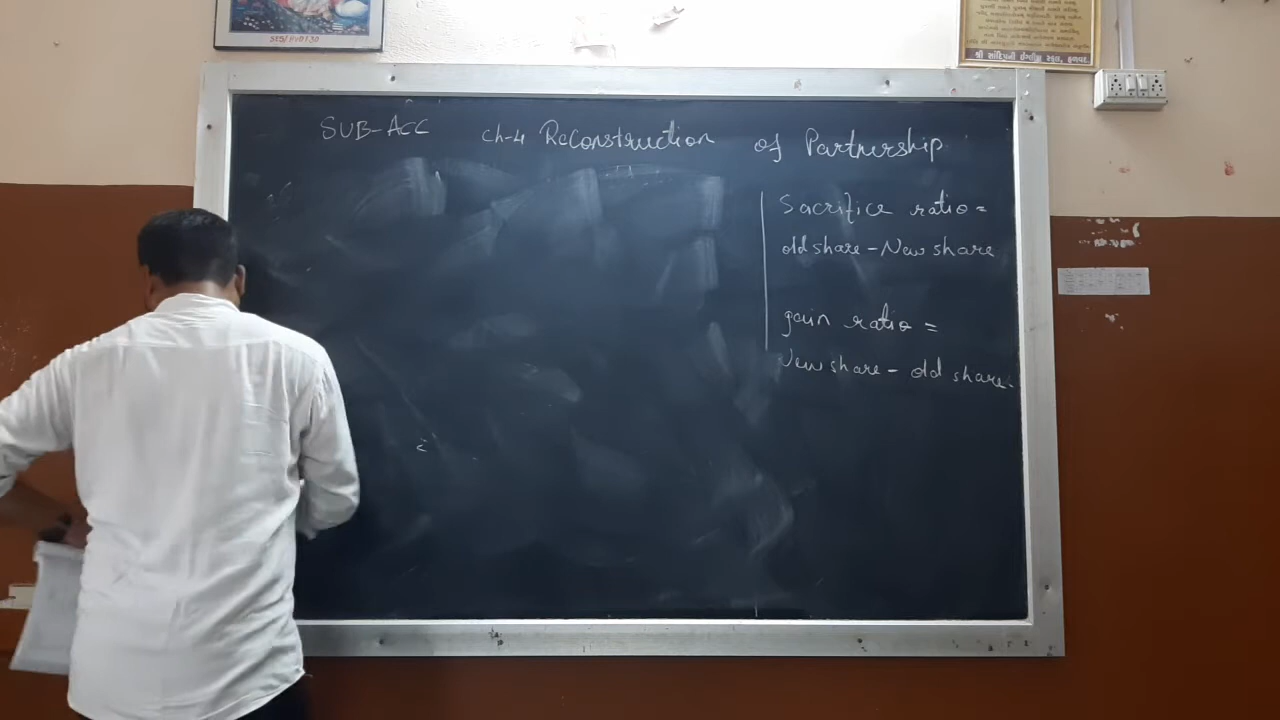 SUB-ACC Ch-4 Reconstruction of Partnership
Sacrifice ratio =
old share - New share
gain ratio =
New share - old share